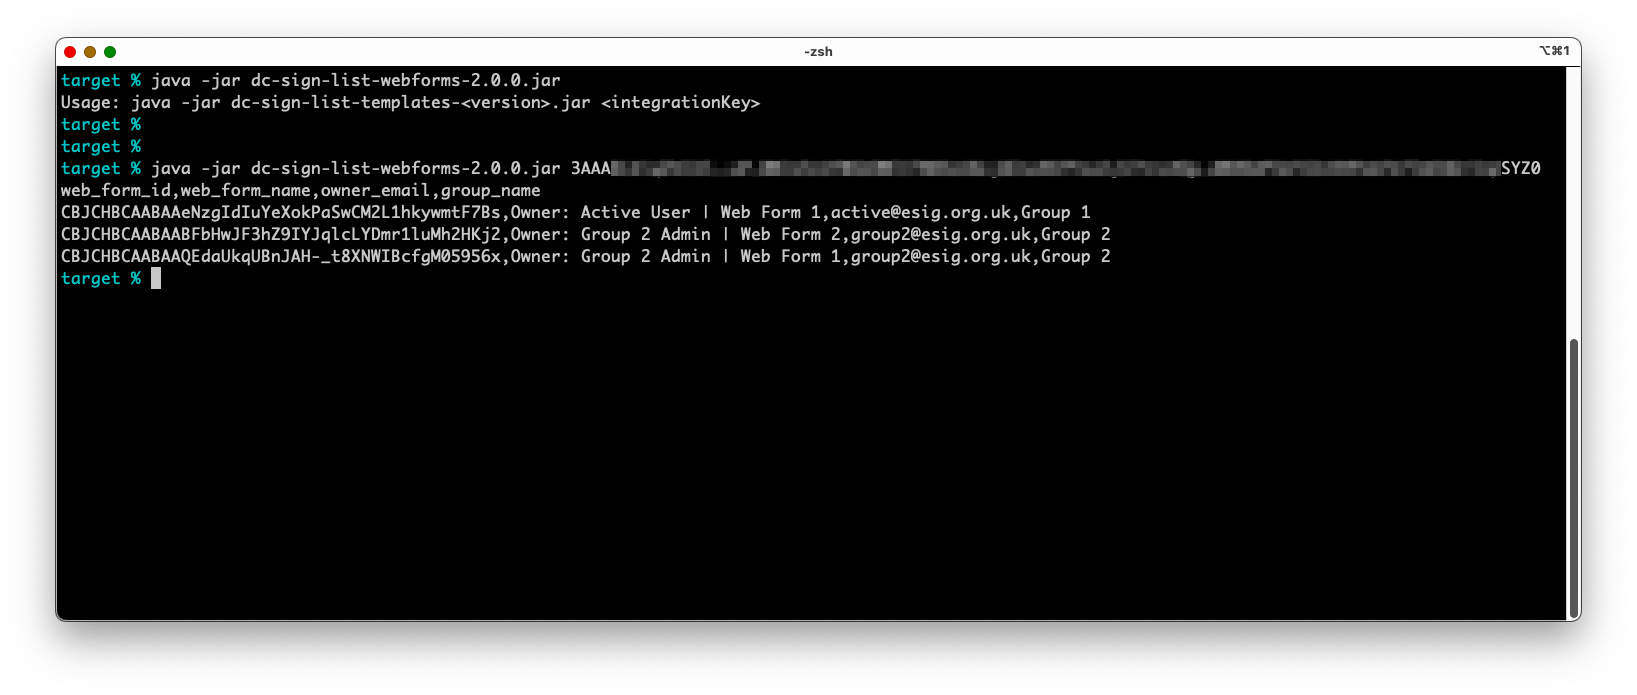 -zsh
⌥⌘1
target % java -jar dc-sign-list-webforms-2.0.0.jar
Usage: java -jar dc-sign-list-templates-<version>.jar <integrationKey>
target %
target %
target % java -jar dc-sign-list-webforms-2.0.0.jar 3AAA SYZ0
web_form_id,web_form_name,owner_email,group_name
CBJCHBCAABAAeNzgIdIuYeXokPaSwCM2L1hkywmtF7Bs,Owner: Active User | Web Form 1,active@esig.org.uk,Group 1
CBJCHBCAABAABFbHwJF3hZ9IYJqlcLYDmr1luMh2HKj2,Owner: Group 2 Admin | Web Form 2,group2@esig.org.uk,Group 2
CBJCHBCAABAAQEdaUkqUBnJAH-_t8XNWIBcfgM05956x,Owner: Group 2 Admin | Web Form 1,group2@esig.org.uk,Group 2
target %